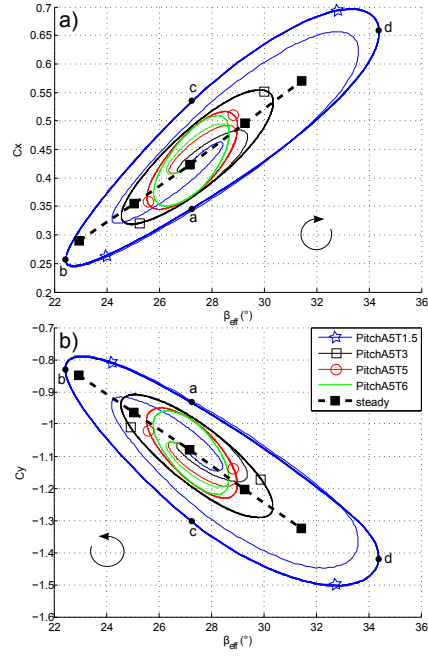 a)
0.7
0.65
0.6
0.55
0.5
0.45
0.4
0.35
0.3
0.25
0.2
Cx
22 24 26 28 30 32 34 36
β_eff (°)
a
b
c
d
b)
−0.7
−0.8
−0.9
−1
−1.1
−1.2
−1.3
−1.4
−1.5
−1.6
Cy
22 24 26 28 30 32 34 36
β_eff (°)
a
b
c
d
PitchA5T1.5
PitchA5T3
PitchA5T5
PitchA5T6
steady